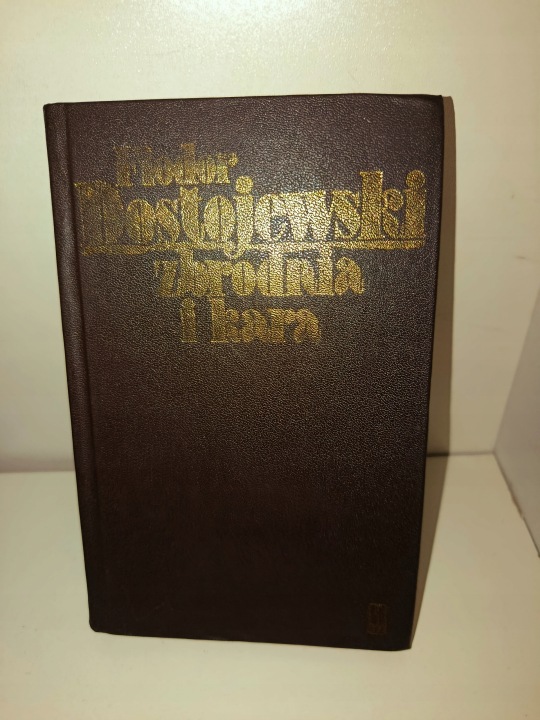 Fiodor
Dostojewski
zbrodnia
i kara